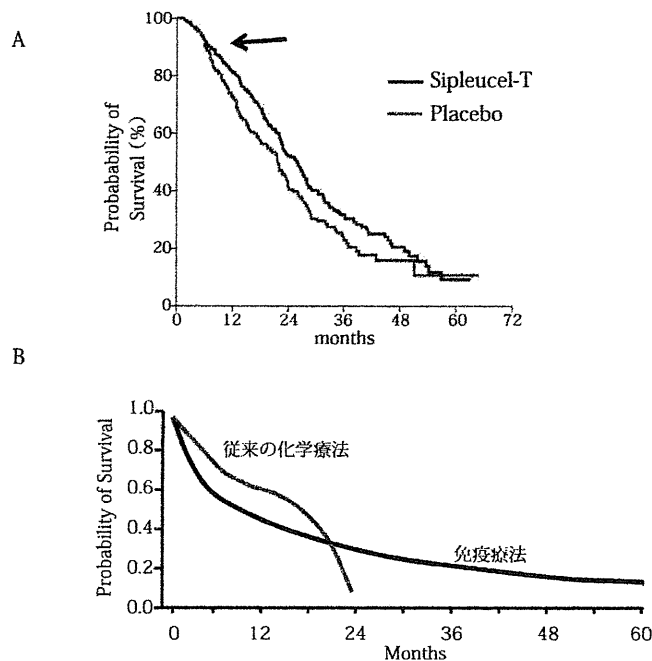 A
100
80
60
40
20
0
Probabability of
Survival (%)
Sipleucel-T
Placebo
0 12 24 36 48 60 72
months
B
1.0
0.8
0.6
0.4
0.2
0.0
Probability of Survival
従来の化学療法
免疫療法
0 12 24 36 48 60
Months